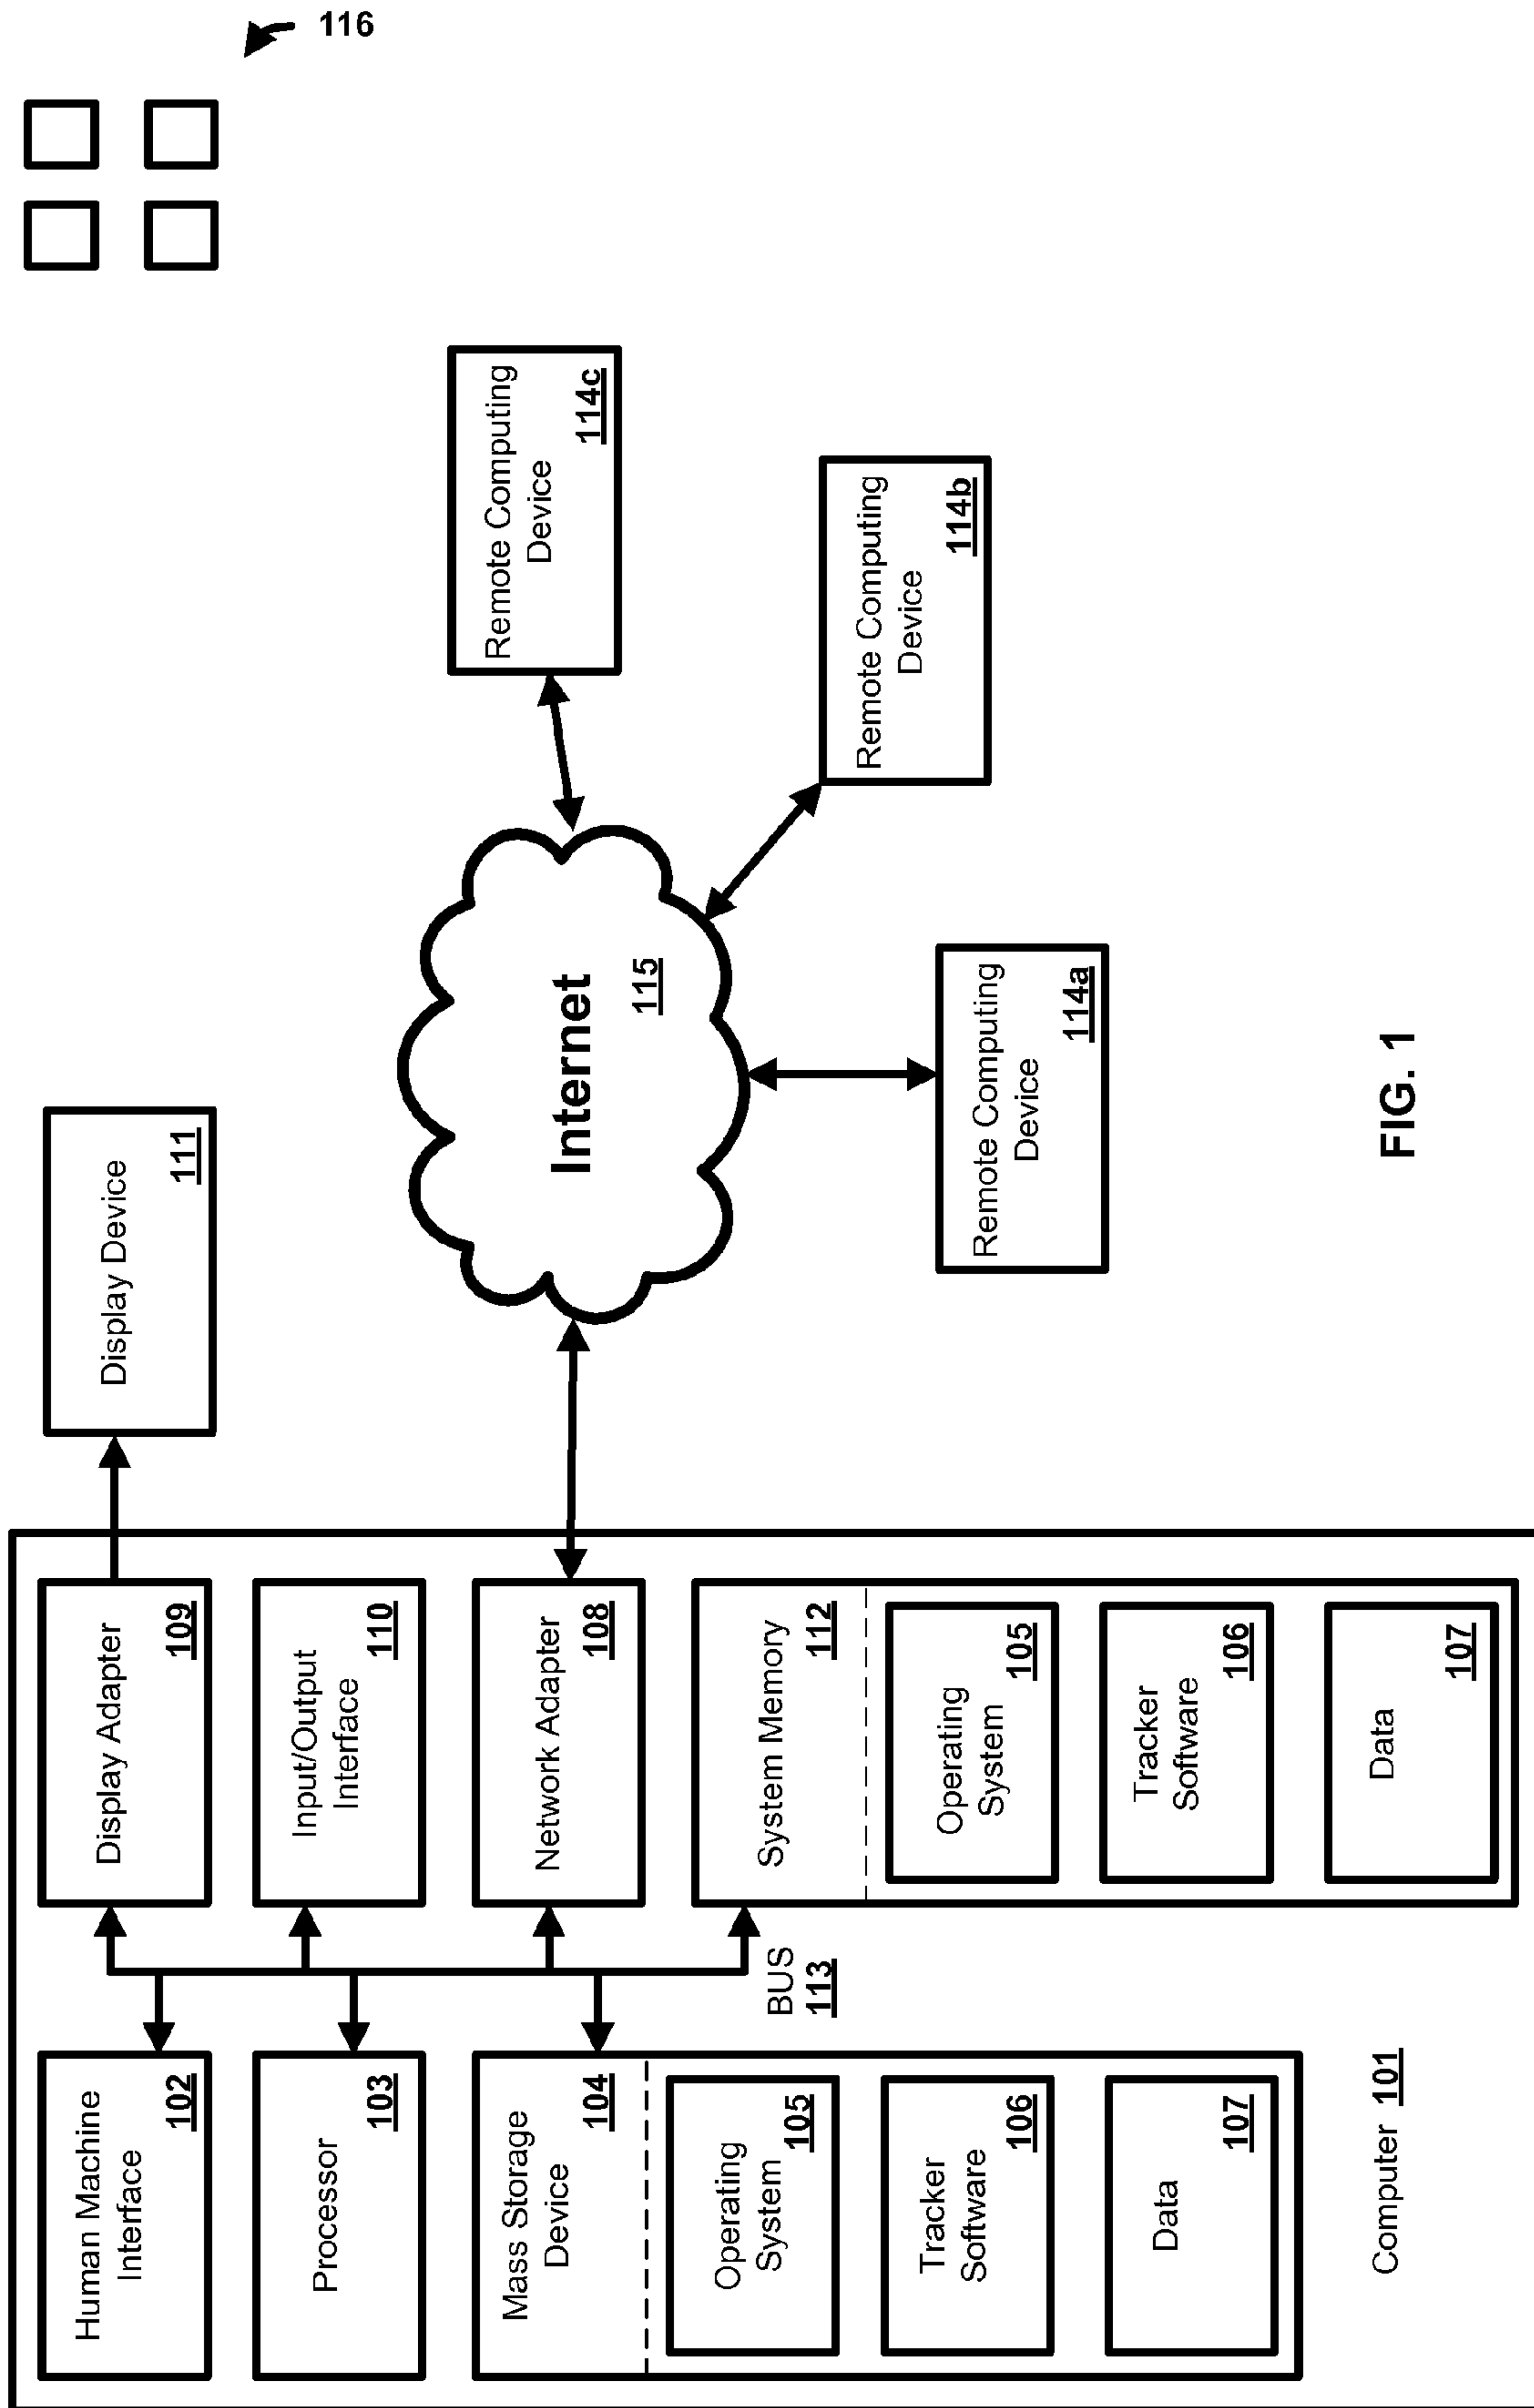 Human Machine
Interface
102
Processor
103
Mass Storage
Device
104
Operating
System
105
Tracker
Software
106
Data
107
Computer 101
BUS
113
Display Adapter
109
Input/Output
Interface
110
Network Adapter
108
System Memory
112
Operating
System
105
Tracker
Software
106
Data
107
Display Device
111
Internet
115
Remote Computing
Device
114a
Remote Computing
Device
114b
Remote Computing
Device
114c
116
FIG. 1